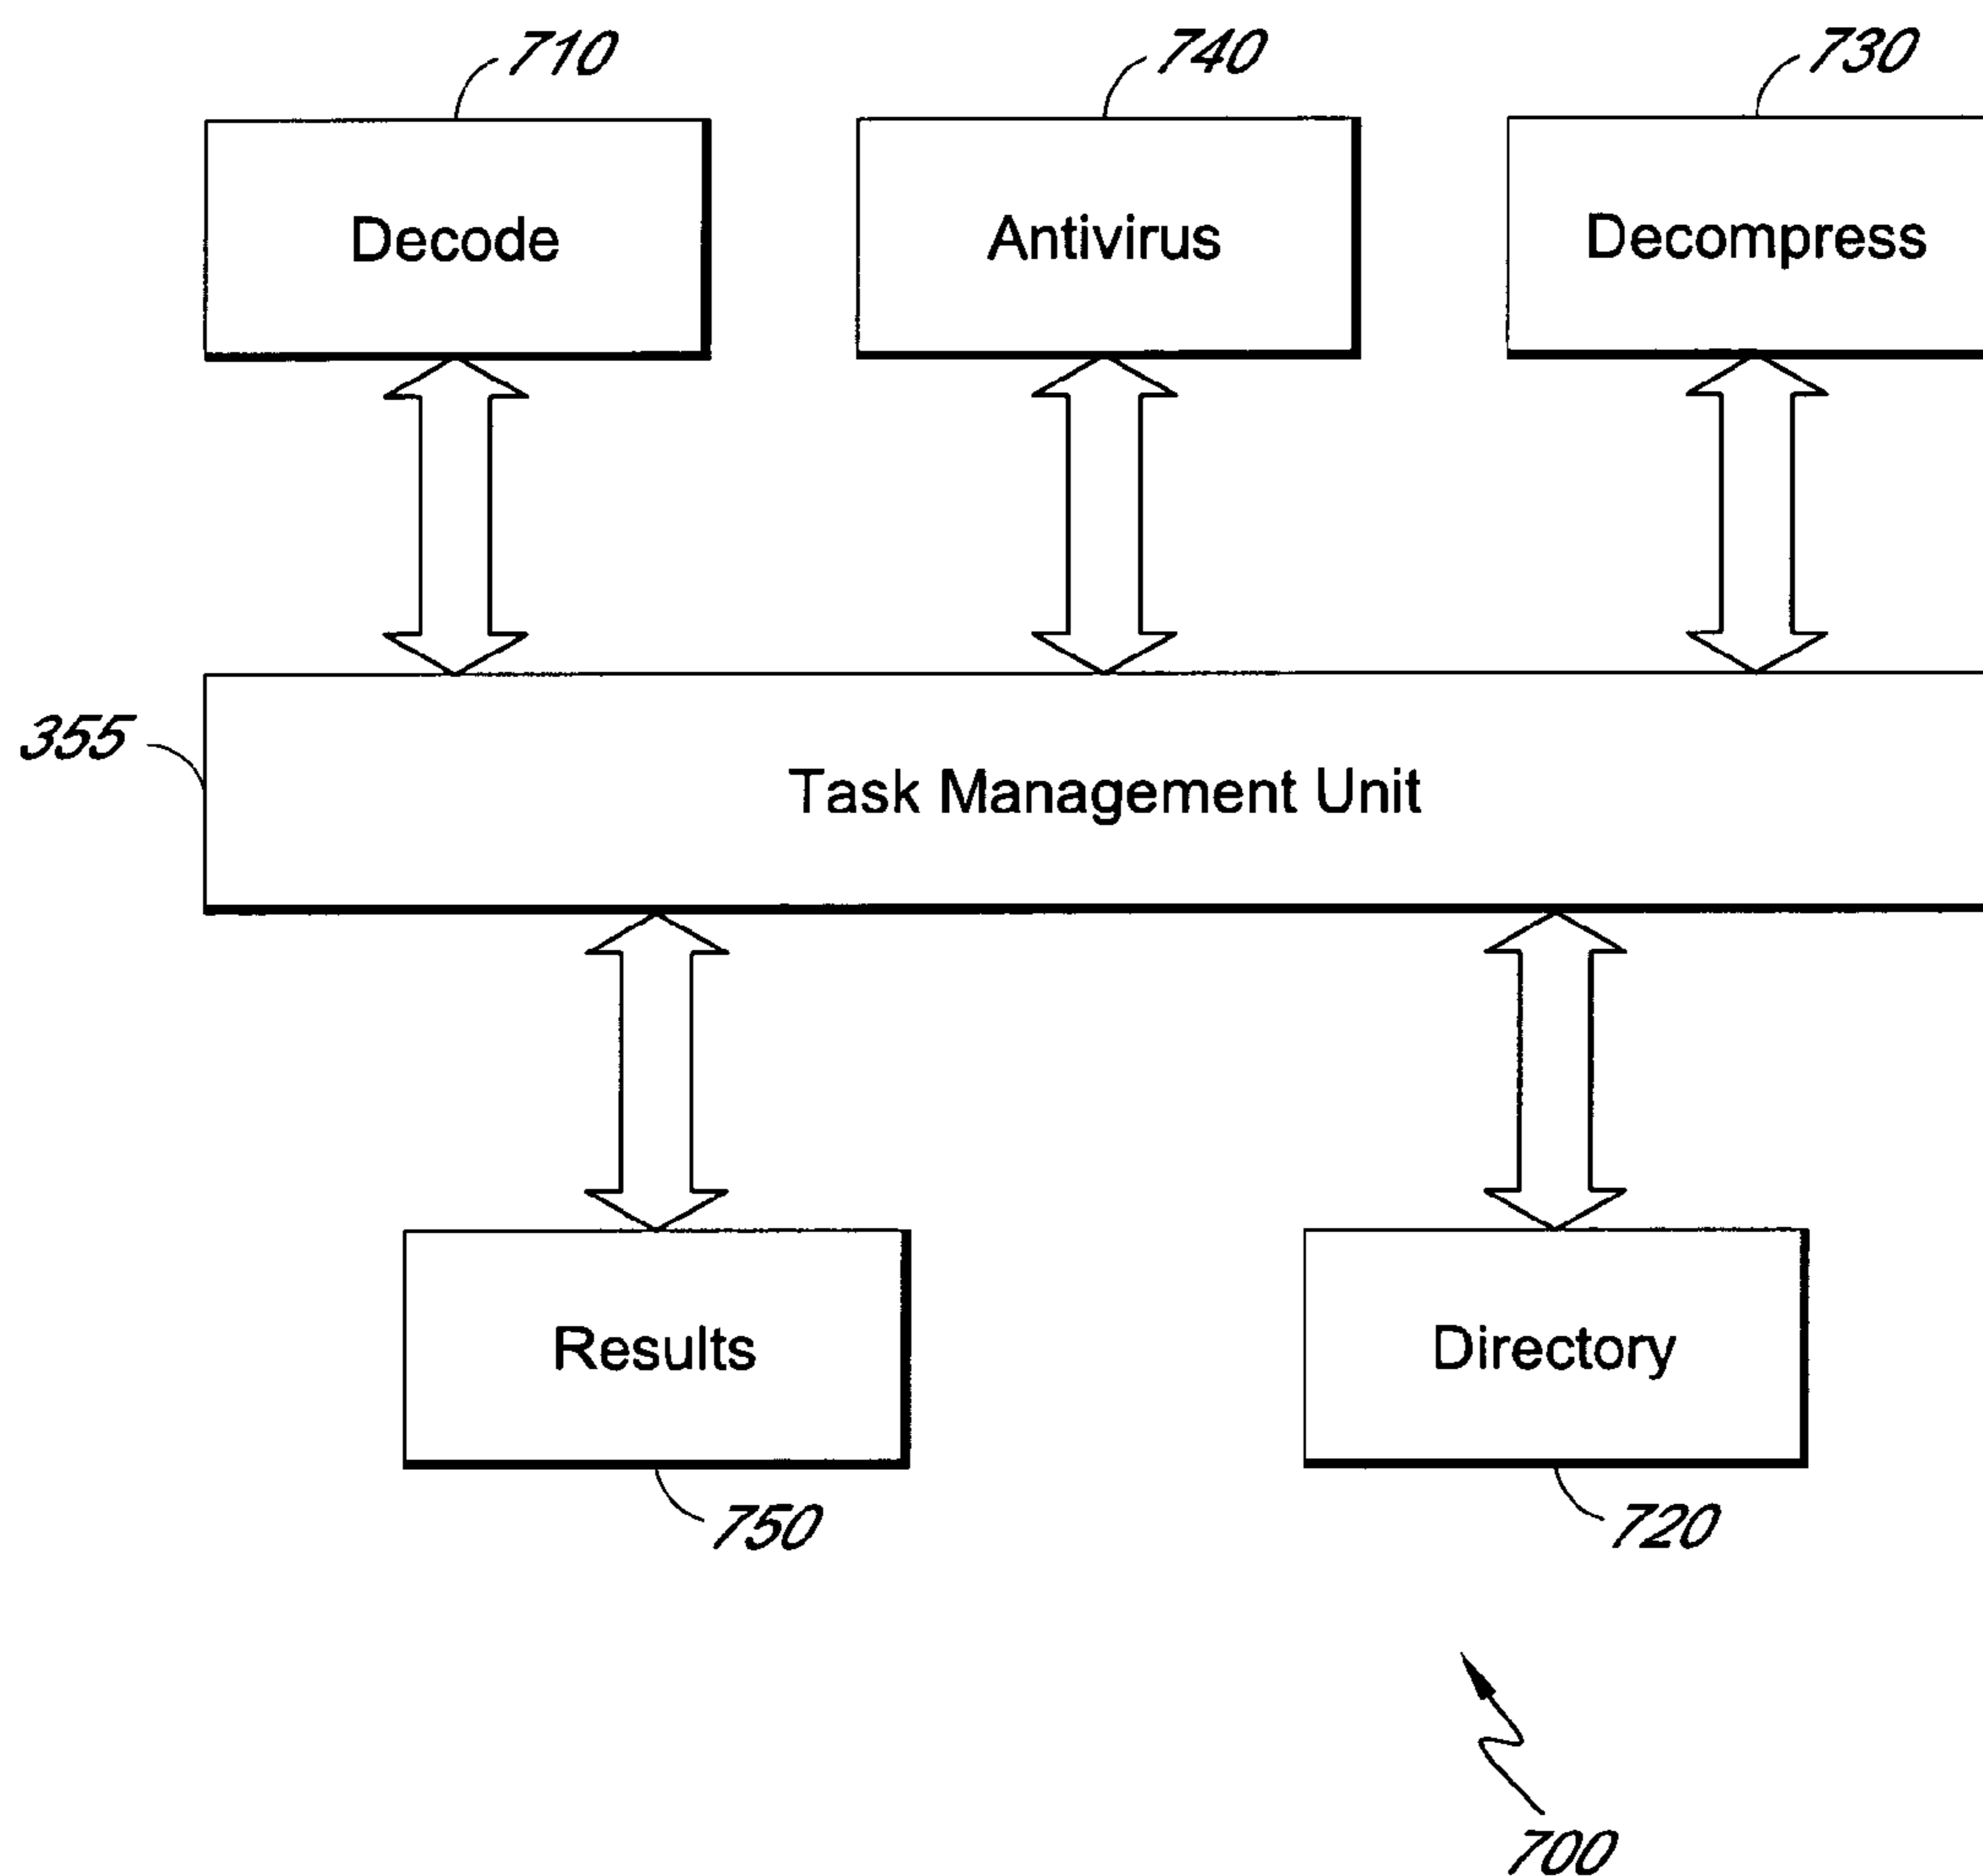 710 740 730
Decode Antivirus Decompress
355 Task Management Unit
Results Directory
750 720
700